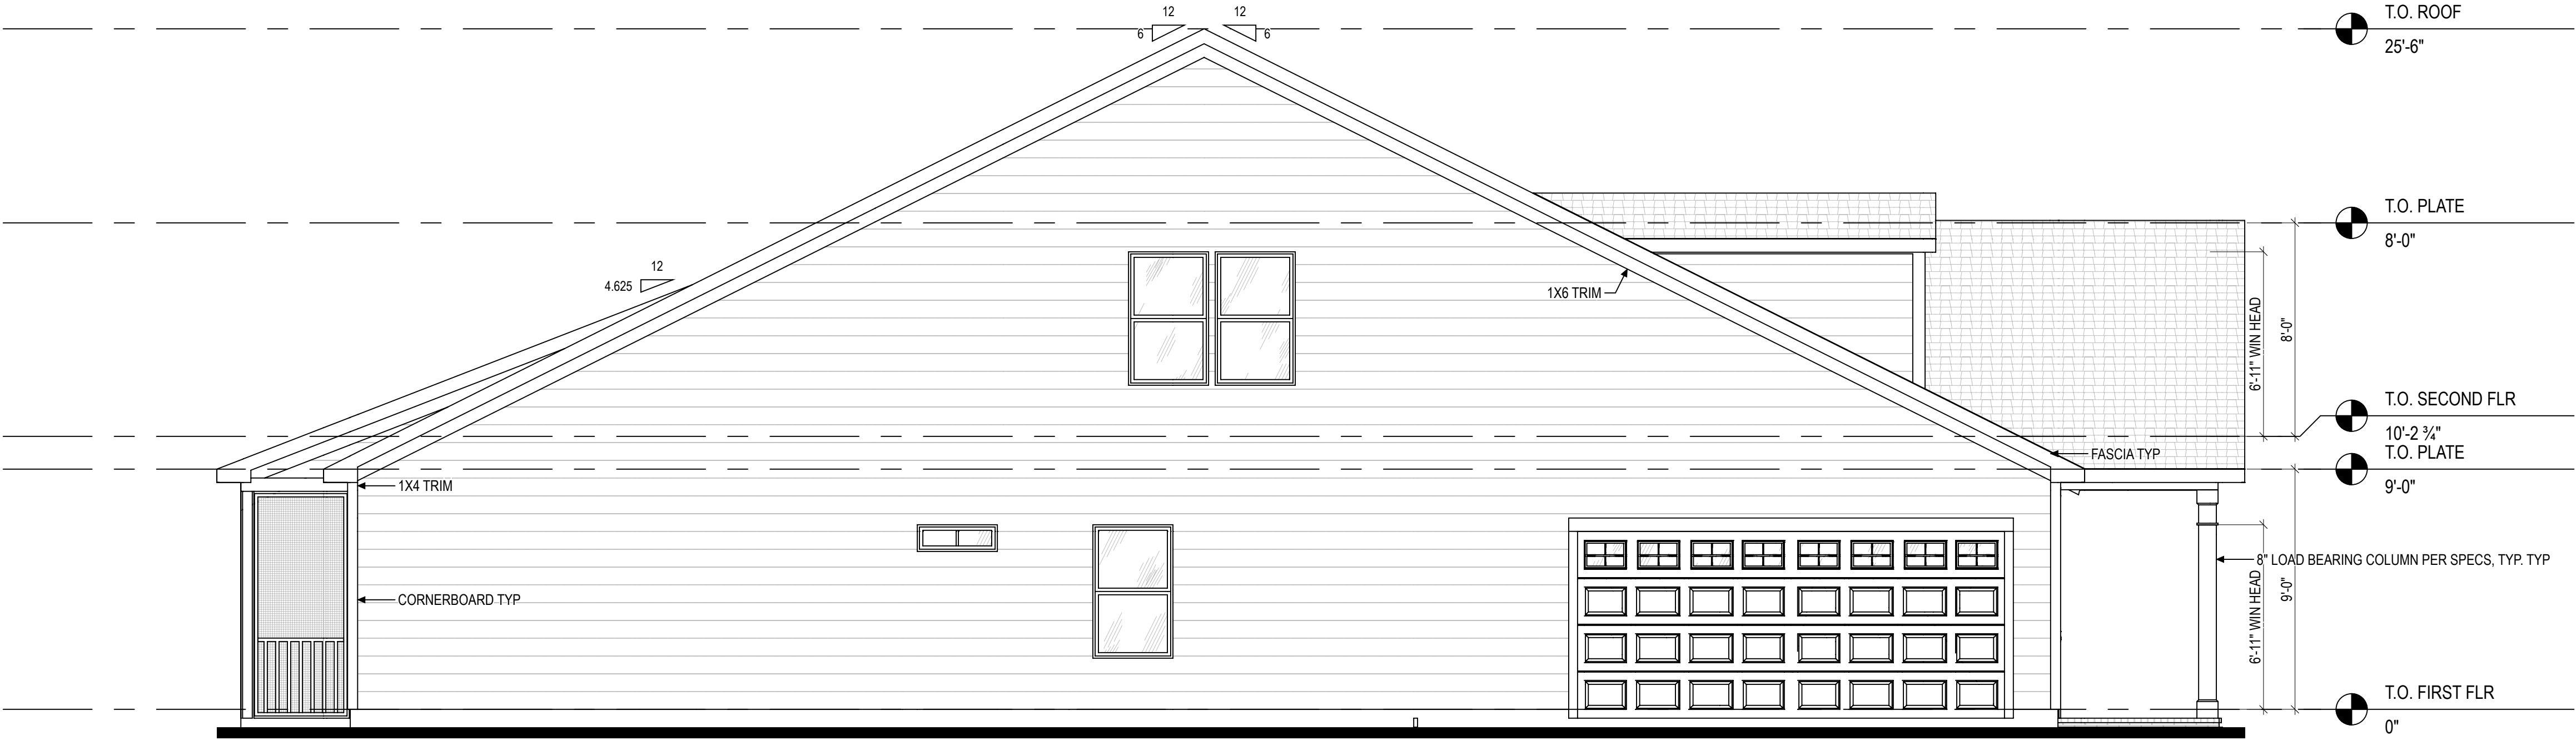 12
12
6
6
T.O. ROOF
25'-6"
T.O. PLATE
8'-0"
12
4.625
1X6 TRIM
6'-11" WIN HEAD
8'-0"
T.O. SECOND FLR
10'-2 ¾"
T.O. PLATE
9'-0"
FASCIA TYP
1X4 TRIM
CORNERBOARD TYP
8" LOAD BEARING COLUMN PER SPECS, TYP. TYP
6'-11" WIN HEAD
9'-0"
T.O. FIRST FLR
0"